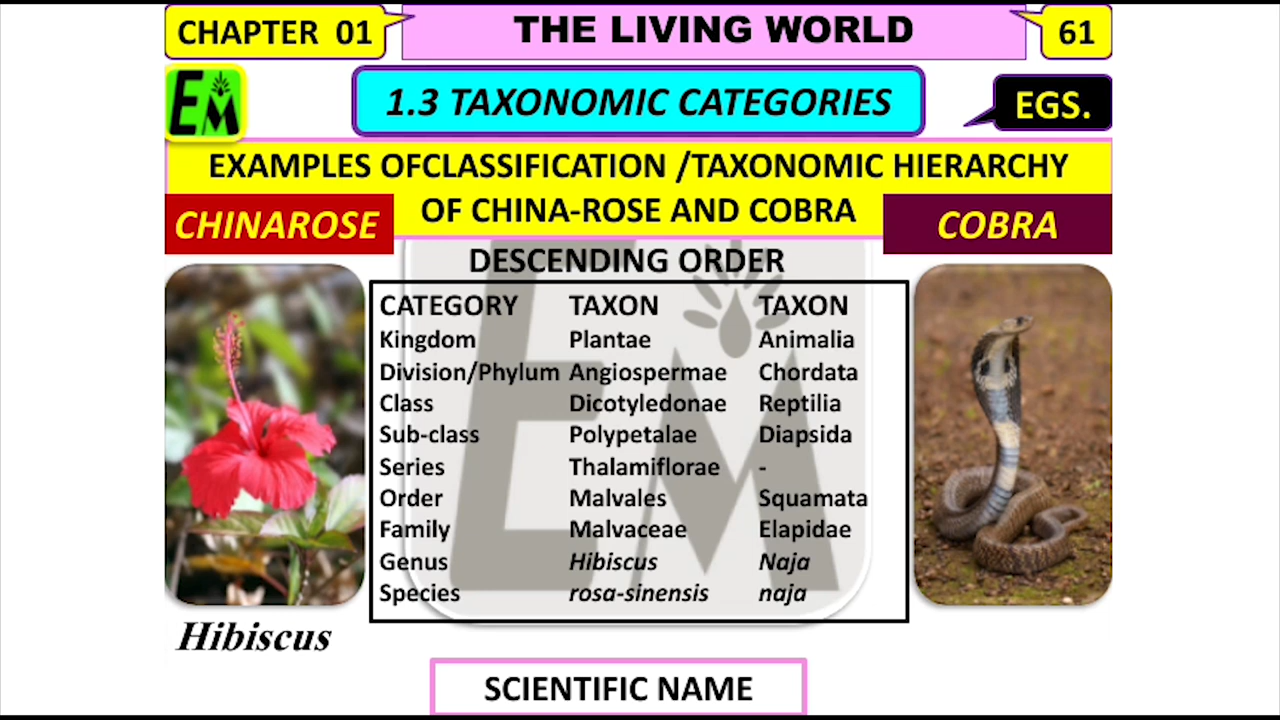 CHAPTER 01
THE LIVING WORLD
61
EM
1.3 TAXONOMIC CATEGORIES
EGS.
EXAMPLES OFCLASSIFICATION /TAXONOMIC HIERARCHY
OF CHINA-ROSE AND COBRA
CHINAROSE
COBRA
DESCENDING ORDER
CATEGORY TAXON TAXON
Kingdom Plantae Animalia
Division/Phylum Angiospermae Chordata
Class Dicotyledonae Reptilia
Sub-class Polypetalae Diapsida
Series Thalamiflorae -
Order Malvales Squamata
Family Malvaceae Elapidae
Genus Hibiscus Naja
Species rosa-sinensis naja
Hibiscus
SCIENTIFIC NAME